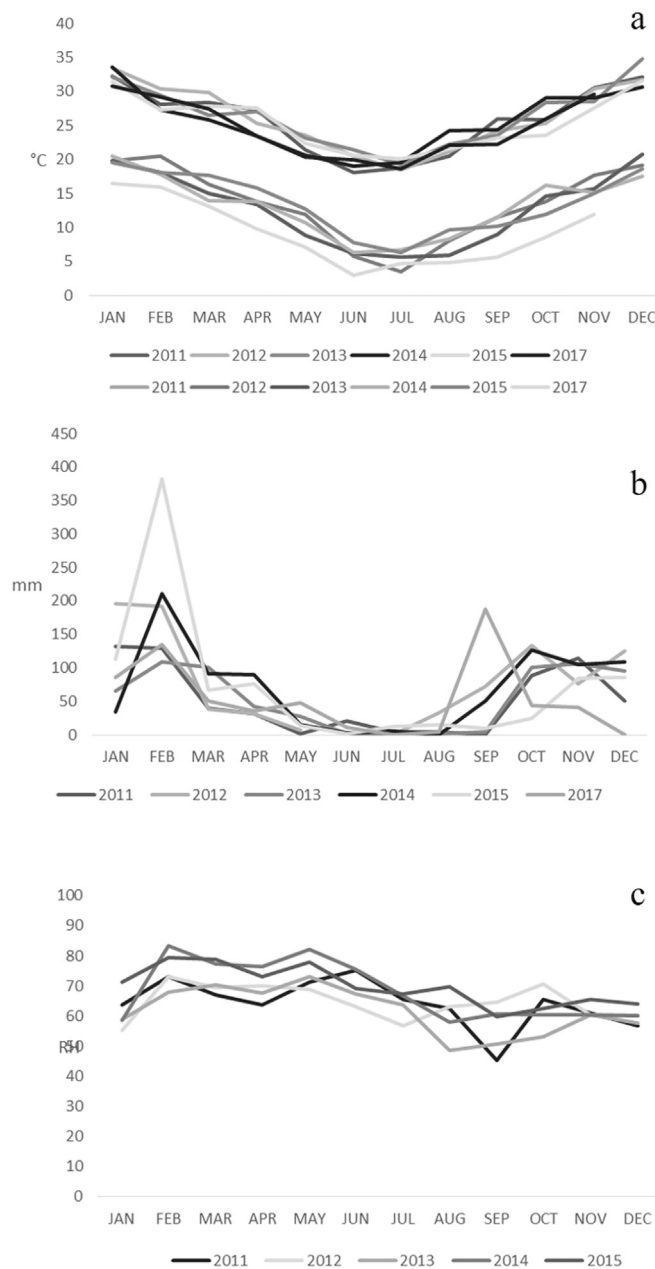 a
40
35
30
25
20
15
10
5
0
°C
JAN FEB MAR APR MAY JUN JUL AUG SEP OCT NOV DEC
2011 2012 2013 2014 2015 2017
2011 2012 2013 2014 2015 2017
b
450
400
350
300
250
200
150
100
50
0
mm
JAN FEB MAR APR MAY JUN JUL AUG SEP OCT NOV DEC
2011 2012 2013 2014 2015 2017
c
100
90
80
70
60
50
40
30
20
10
0
RH
JAN FEB MAR APR MAY JUN JUL AUG SEP OCT NOV DEC
2011 2012 2013 2014 2015